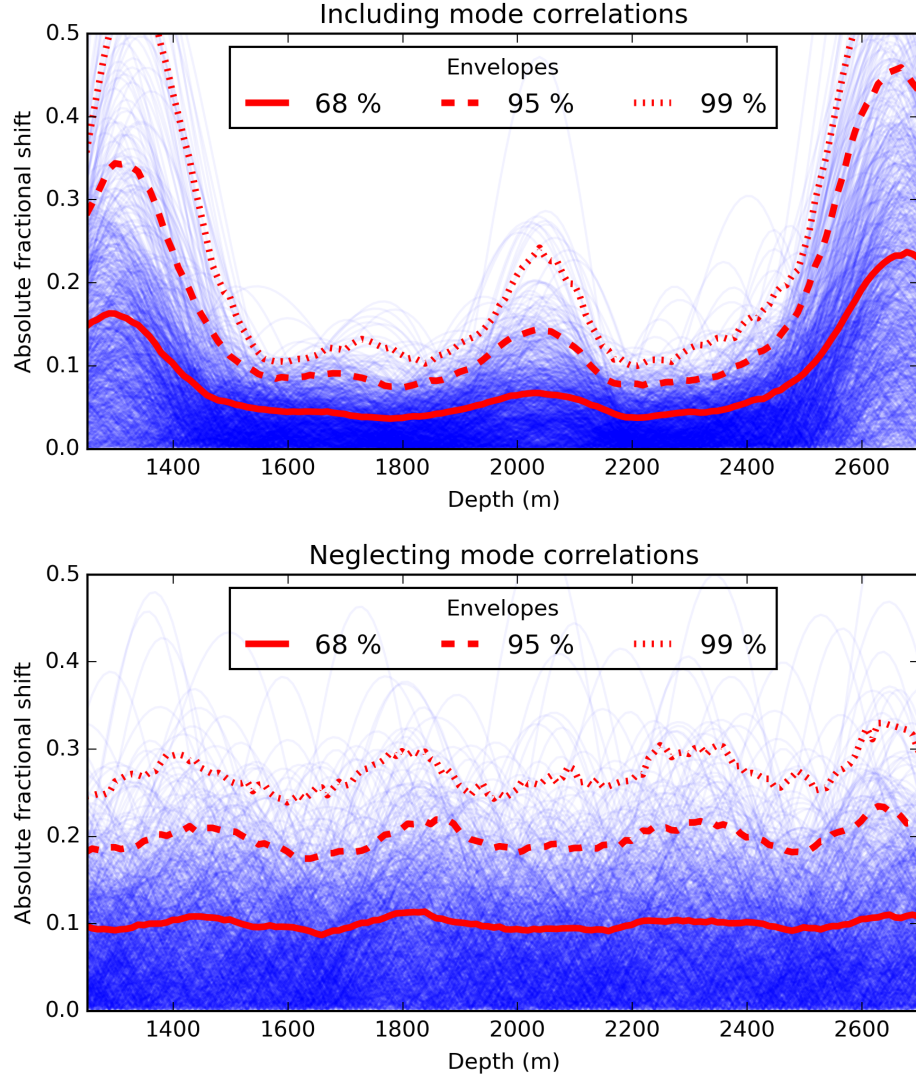 Including mode correlations
0.5
0.4
0.3
0.2
0.1
0.0
Absolute fractional shift
Envelopes
68 % 95 % 99 %
1400 1600 1800 2000 2200 2400 2600
Depth (m)
Neglecting mode correlations
0.5
0.4
0.3
0.2
0.1
0.0
Absolute fractional shift
Envelopes
68 % 95 % 99 %
1400 1600 1800 2000 2200 2400 2600
Depth (m)